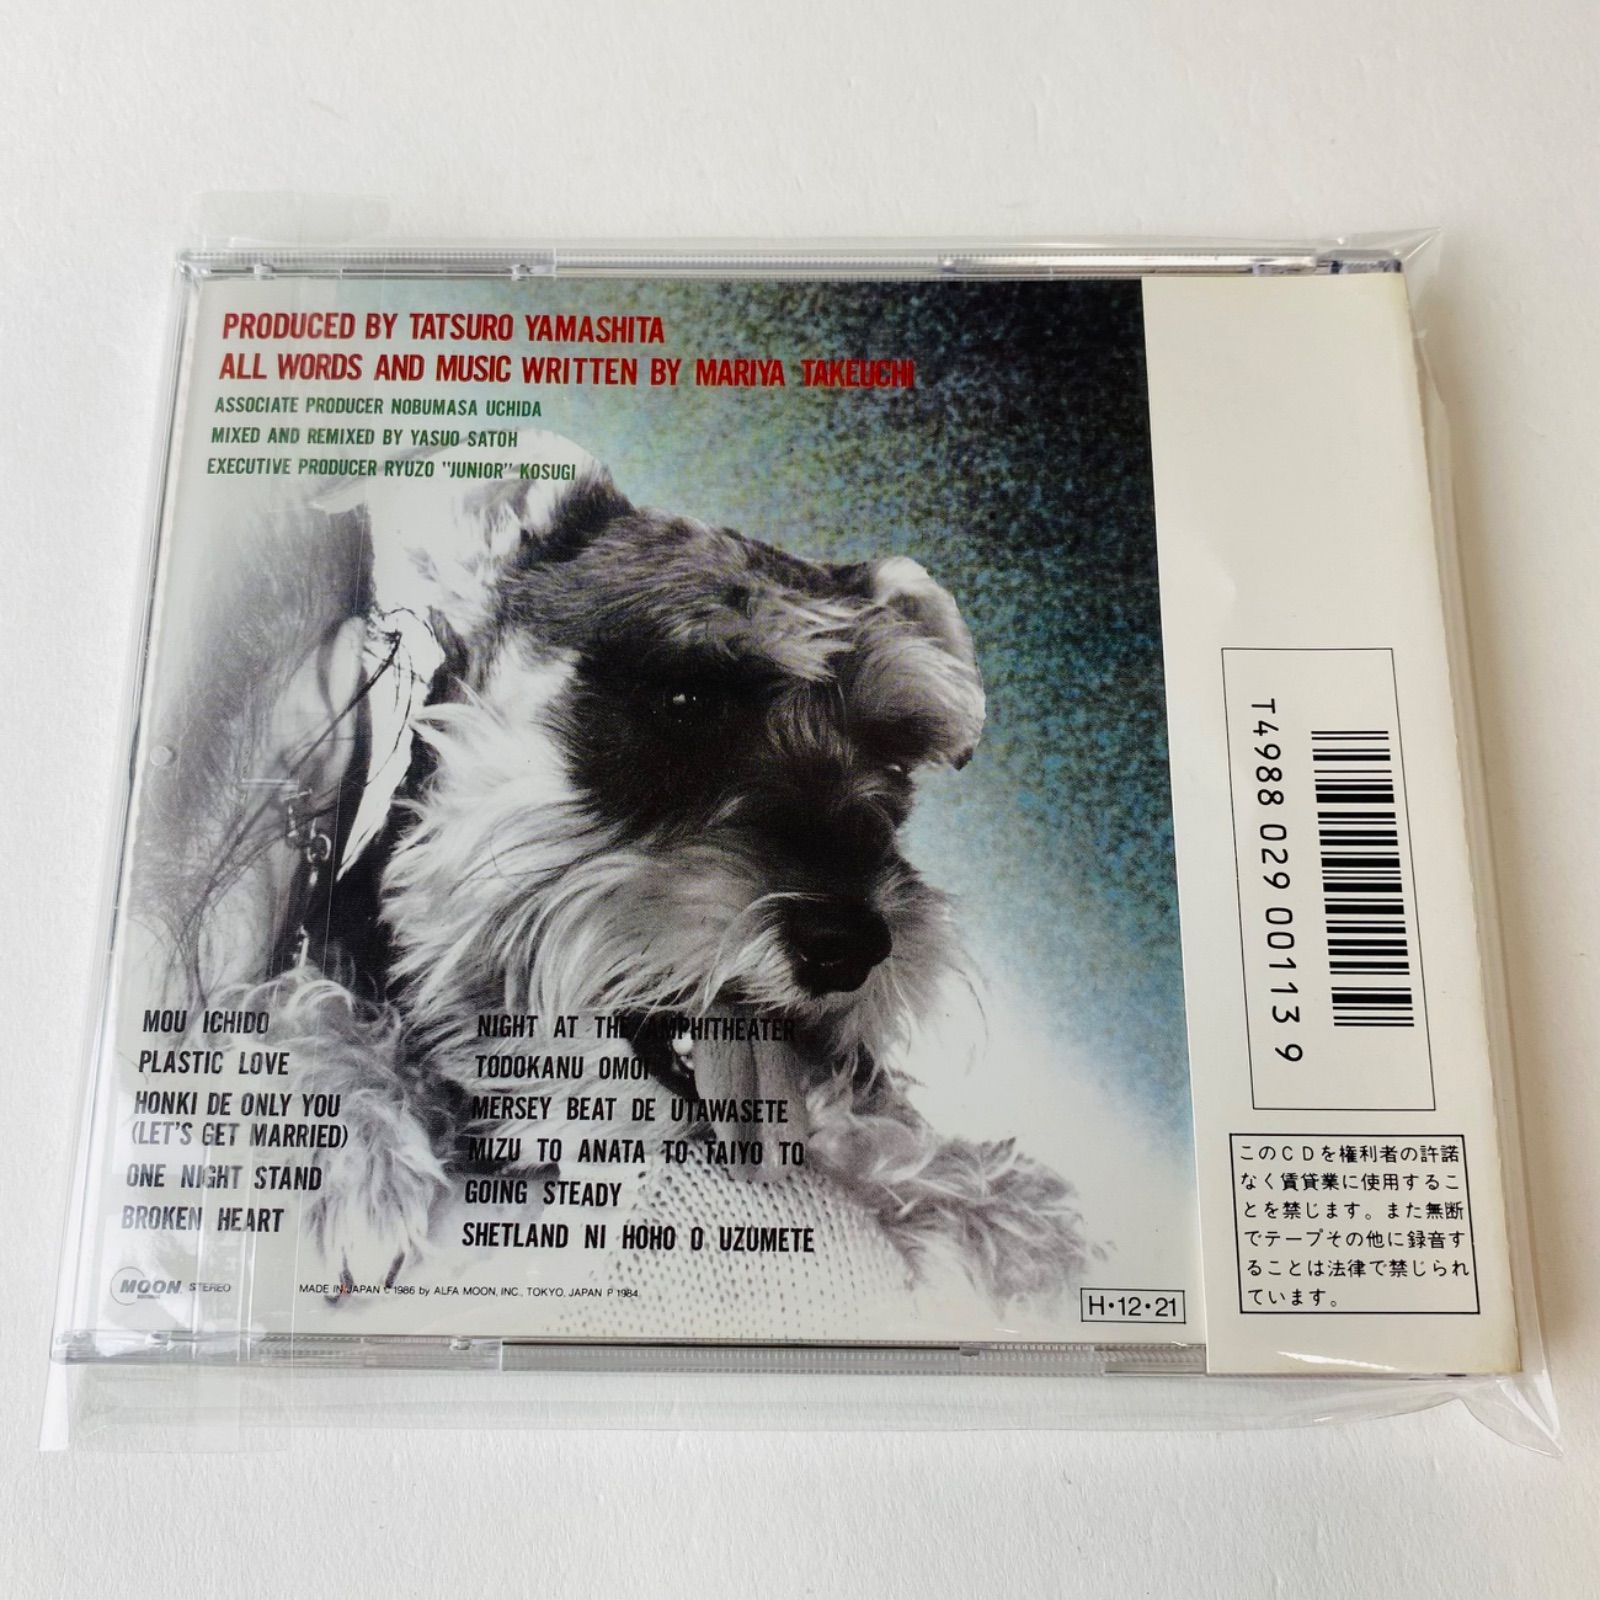 PRODUCED BY TATSURO YAMASHITA
ALL WORDS AND MUSIC WRITTEN BY MARIYA TAKEUCHI
ASSOCIATE PRODUCER NOBUMASA UCHIDA
MIXED AND REMIXED BY YASUO SATOH
EXECUTIVE PRODUCER RYUZO "JUNIOR" KOSUGI
MOU ICHIDO
PLASTIC LOVE
HONKI DE ONLY YOU
(LET'S GET MARRIED)
ONE NIGHT STAND
BROKEN HEART
NIGHT AT THE AMPHITHEATER
TODOKANU OMOI
MERSEY BEAT DE UTAWASETE
MIZU TO ANATA TO TAIYO TO
GOING STEADY
SHETLAND NI HOHO O UZUMETE
MOON STEREO
MADE IN JAPAN © 1986 by ALFA MOON, INC., TOKYO, JAPAN P 1984
H・12・21
T4988 029 00113 9
このCDを権利者の許諾
なく賃貸業に使用するこ
とを禁じます。また無断
でテープその他に録音す
ることは法律で禁じられ
ています。